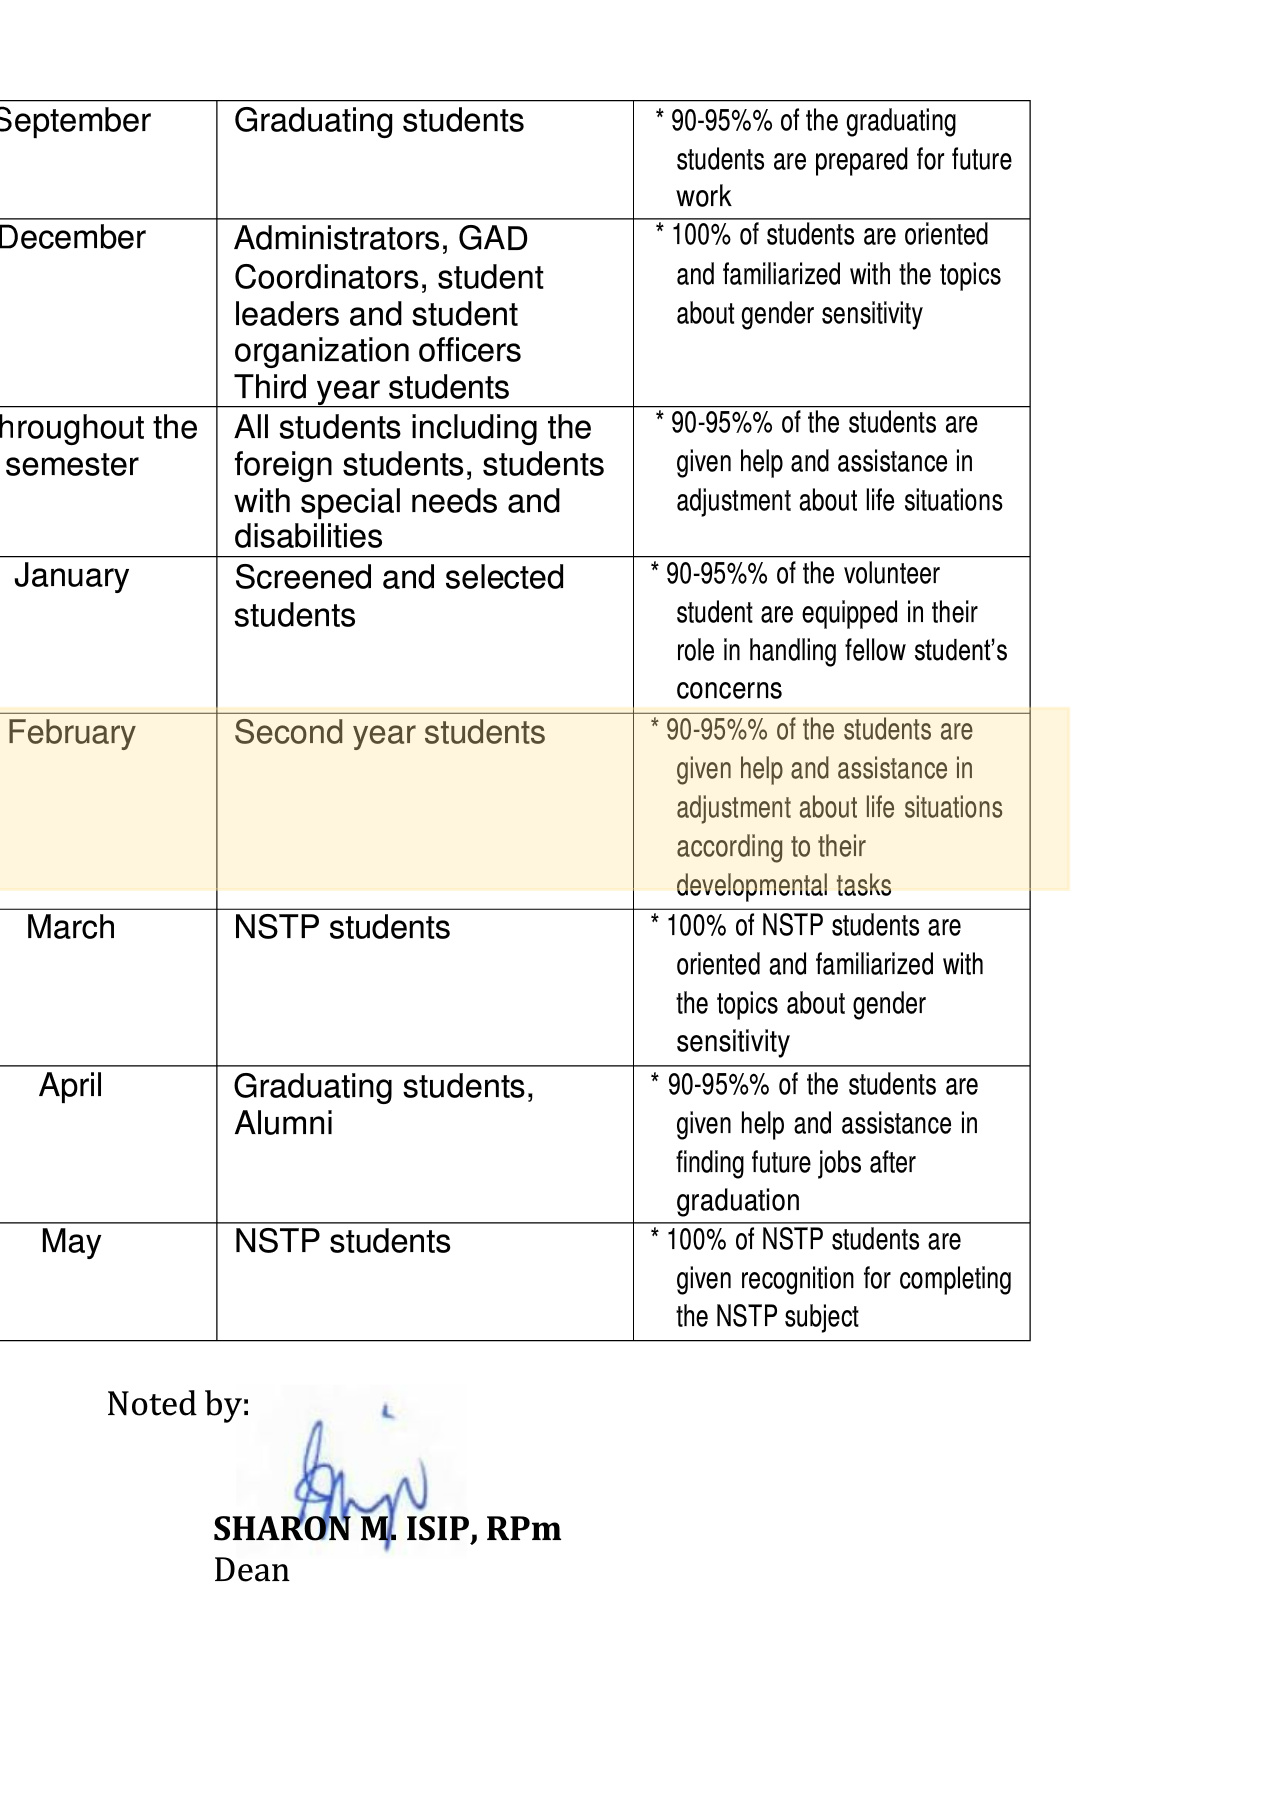 September
Graduating students
* 90-95%% of the graduating
students are prepared for future
work
December
Administrators, GAD
Coordinators, student
leaders and student
organization officers
Third year students
* 100% of students are oriented
and familiarized with the topics
about gender sensitivity
hroughout the
semester
All students including the
foreign students, students
with special needs and
disabilities
* 90-95%% of the students are
given help and assistance in
adjustment about life situations
January
Screened and selected
students
* 90-95%% of the volunteer
student are equipped in their
role in handling fellow student’s
concerns
February
Second year students
* 90-95%% of the students are
given help and assistance in
adjustment about life situations
according to their
developmental tasks
March
NSTP students
* 100% of NSTP students are
oriented and familiarized with
the topics about gender
sensitivity
April
Graduating students,
Alumni
* 90-95%% of the students are
given help and assistance in
finding future jobs after
graduation
May
NSTP students
* 100% of NSTP students are
given recognition for completing
the NSTP subject
Noted by:
SHARON M. ISIP, RPm
Dean